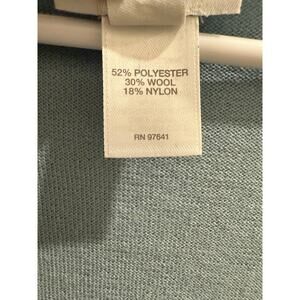 52% POLYESTER
30% WOOL
18% NYLON
RN 97641